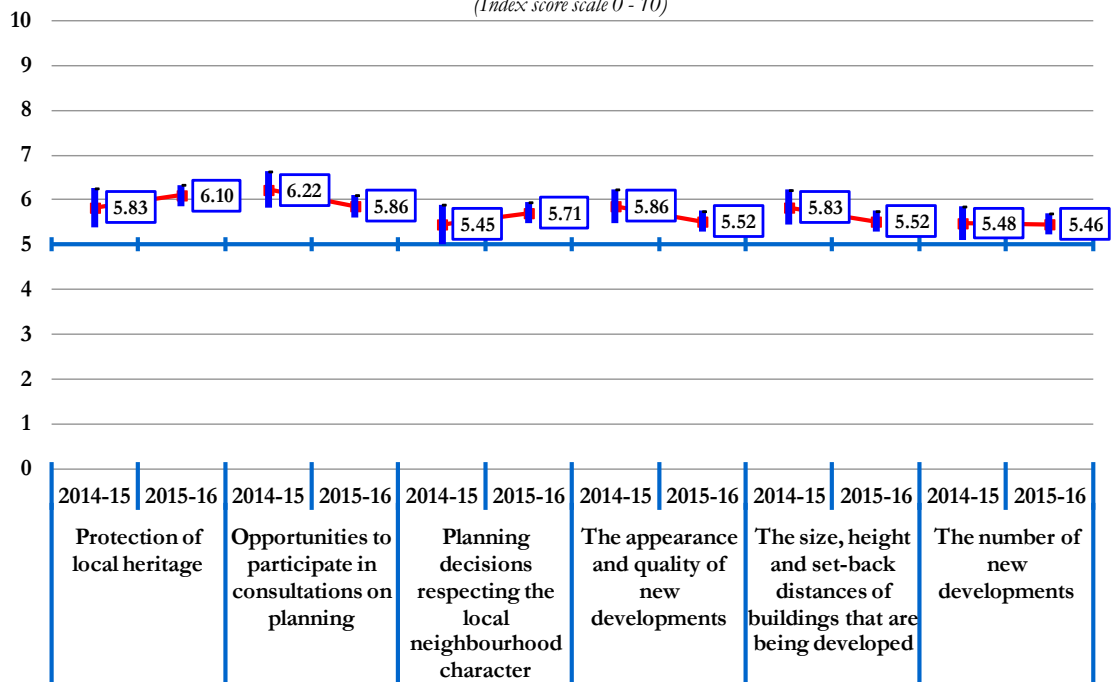 (Index score scale 0 - 10)
10
9
8
7
6
5
4
3
2
1
0
5.83
6.10
6.22
5.86
5.45
5.71
5.86
5.52
5.83
5.52
5.48
5.46
2014-15 2015-16 2014-15 2015-16 2014-15 2015-16 2014-15 2015-16 2014-15 2015-16 2014-15 2015-16
Protection of
local heritage
Opportunities to
participate in
consultations on
planning
Planning
decisions
respecting the
local
neighbourhood
character
The appearance
and quality of
new
developments
The size, height
and set-back
distances of
buildings that are
being developed
The number of
new
developments